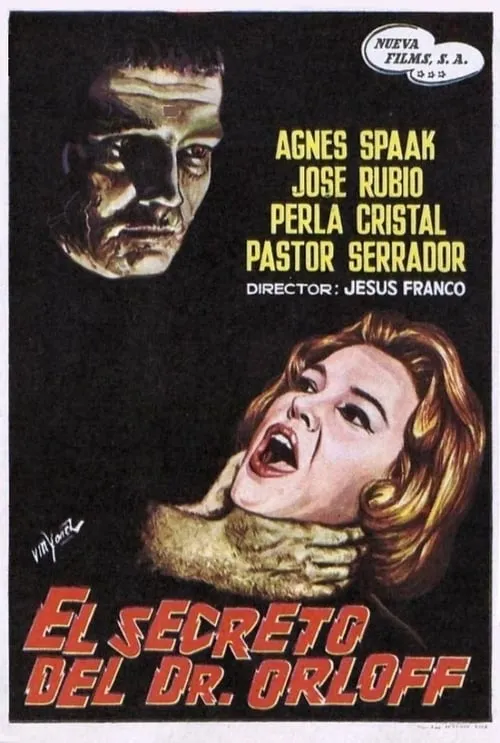 NUEVA
FILMS, S. A.
AGNES SPAAK
JOSE RUBIO
PERLA CRISTAL
PASTOR SERRADOR
DIRECTOR: JESUS FRANCO
EL SECRETO
DEL DR. ORLOFF